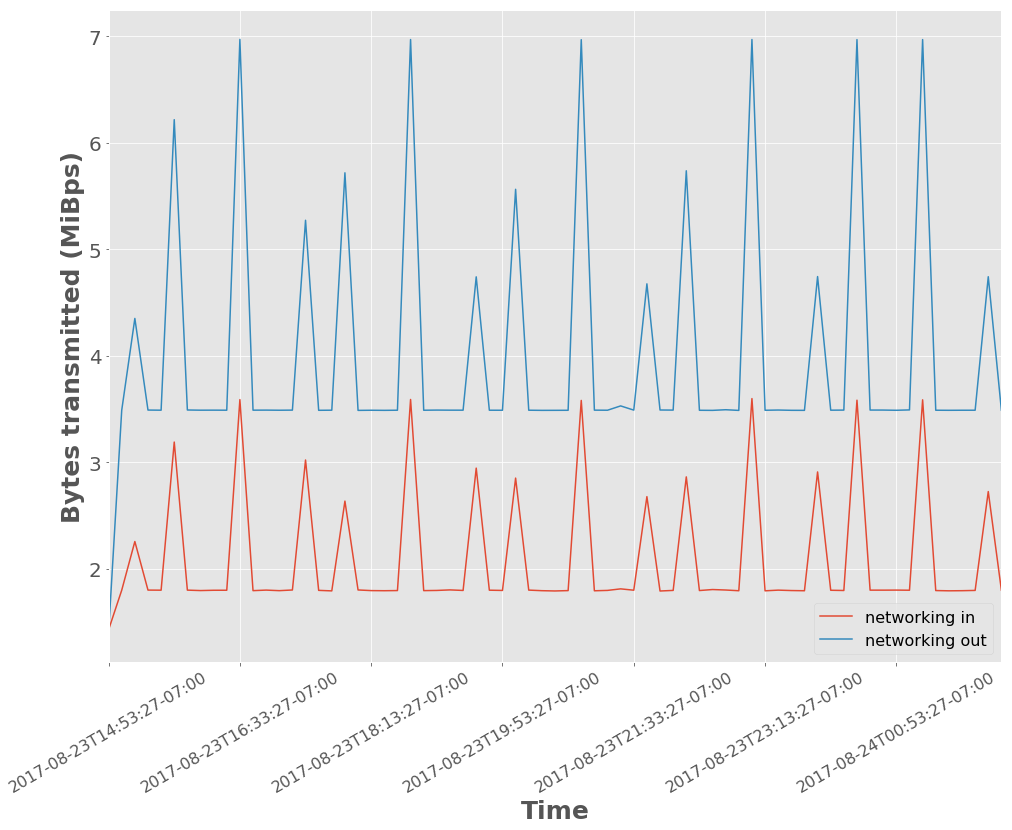 7
6
5
4
3
2
Bytes transmitted (MiBps)
networking in
networking out
2017-08-23T14:53:27-07:00
2017-08-23T16:33:27-07:00
2017-08-23T18:13:27-07:00
2017-08-23T19:53:27-07:00
2017-08-23T21:33:27-07:00
2017-08-23T23:13:27-07:00
2017-08-24T00:53:27-07:00
Time